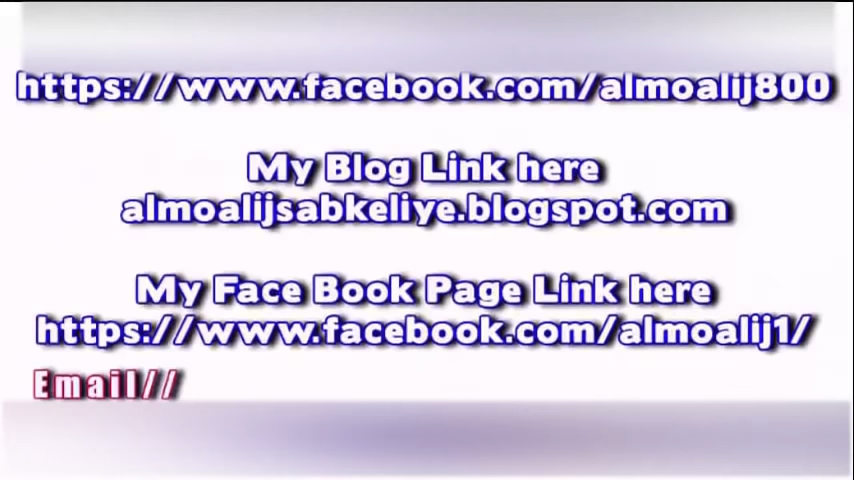 https://www.facebook.com/almoalij800
My Blog Link here
almoalijsabkeliye.blogspot.com
My Face Book Page Link here
https://www.facebook.com/almoalij1/
Email//